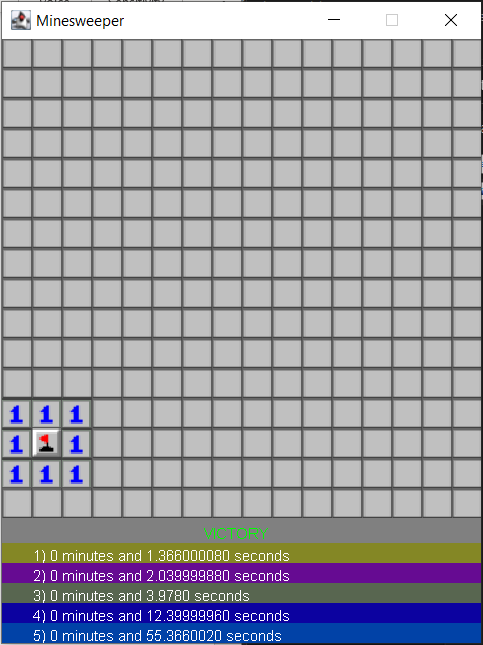 Minesweeper
1 1 1
1 1
1 1 1
VICTORY
1) 0 minutes and 1.366000080 seconds
2) 0 minutes and 2.039999880 seconds
3) 0 minutes and 3.9780 seconds
4) 0 minutes and 12.39999960 seconds
5) 0 minutes and 55.3660020 seconds